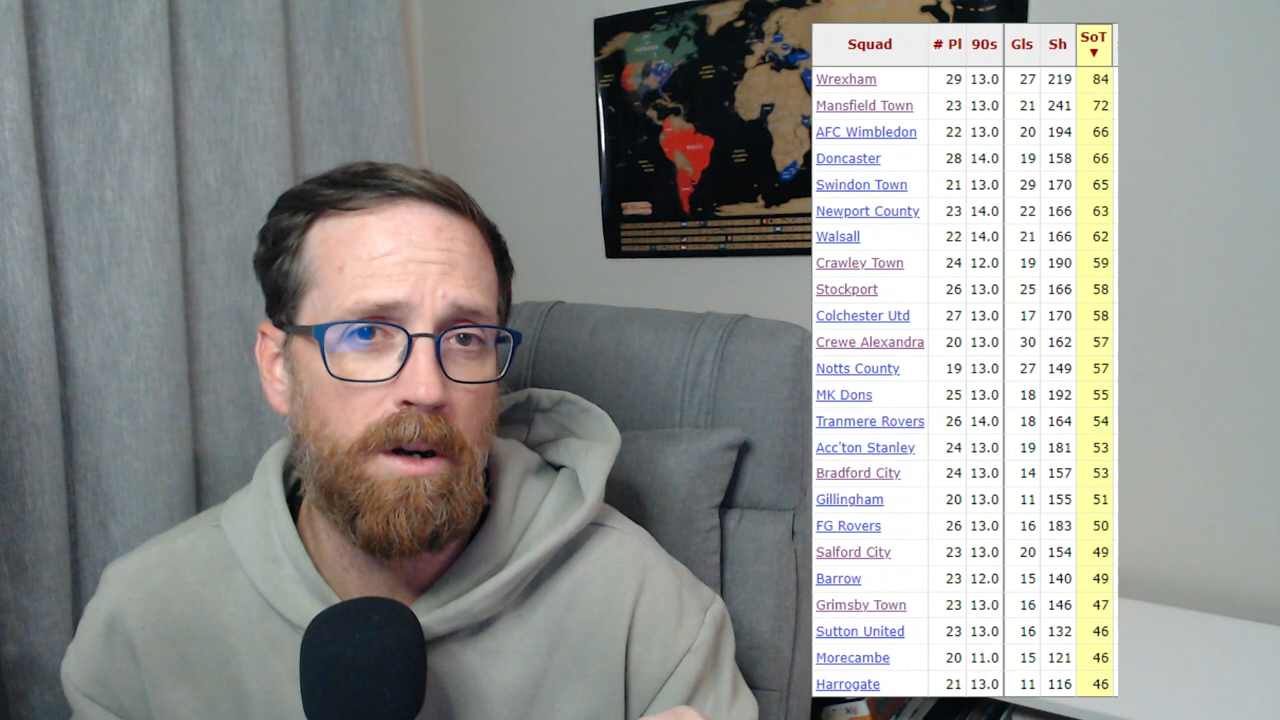 Squad # Pl 90s Gls Sh SoT ▼
Wrexham 29 13.0 27 219 84
Mansfield Town 23 13.0 21 241 72
AFC Wimbledon 22 13.0 20 194 66
Doncaster 28 14.0 19 158 66
Swindon Town 21 13.0 29 170 65
Newport County 23 14.0 22 166 63
Walsall 22 14.0 21 166 62
Crawley Town 24 12.0 19 190 59
Stockport 26 13.0 25 166 58
Colchester Utd 27 13.0 17 170 58
Crewe Alexandra 20 13.0 30 162 57
Notts County 19 13.0 27 149 57
MK Dons 25 13.0 18 192 55
Tranmere Rovers 26 14.0 18 164 54
Acc'ton Stanley 24 13.0 19 181 53
Bradford City 24 13.0 14 157 53
Gillingham 20 13.0 11 155 51
FG Rovers 26 13.0 16 183 50
Salford City 23 13.0 20 154 49
Barrow 23 12.0 15 140 49
Grimsby Town 23 13.0 16 146 47
Sutton United 23 13.0 16 132 46
Morecambe 20 11.0 15 121 46
Harrogate 21 13.0 11 116 46